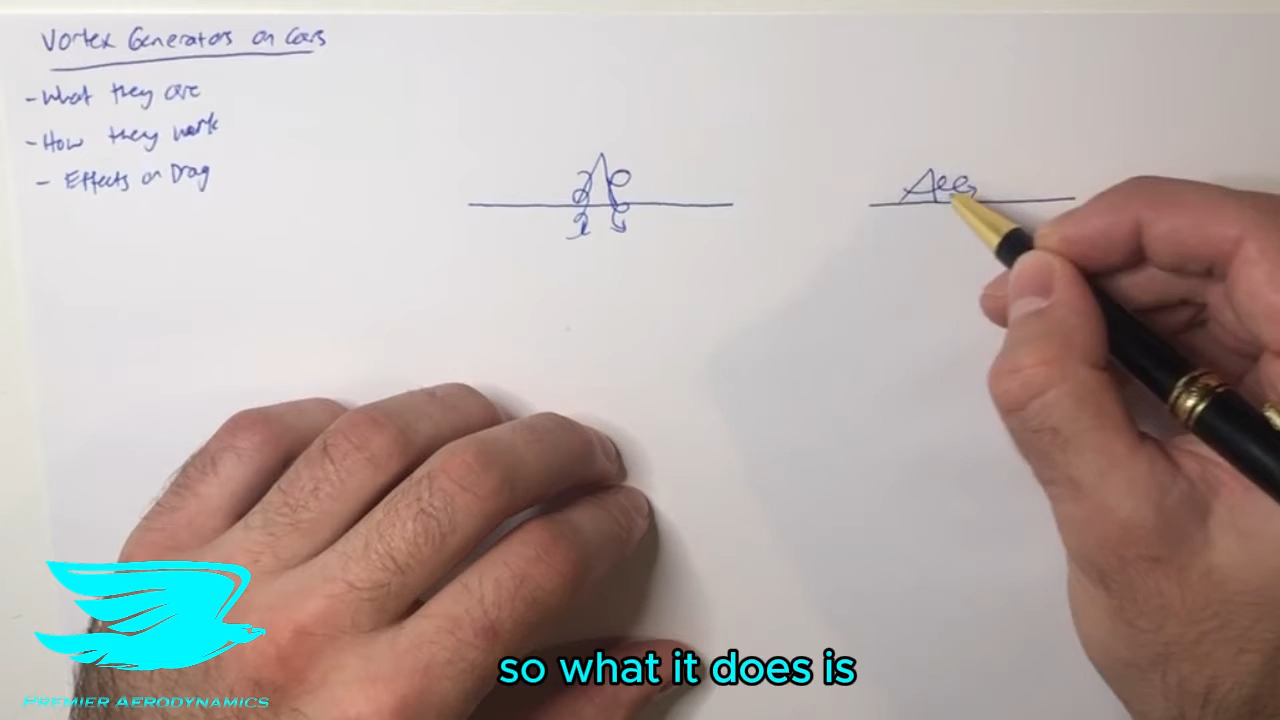 Vortex Generators on Cars
- What they are
- How they work
- Effects on Drag
so what it does is
PREMIER AERODYNAMICS